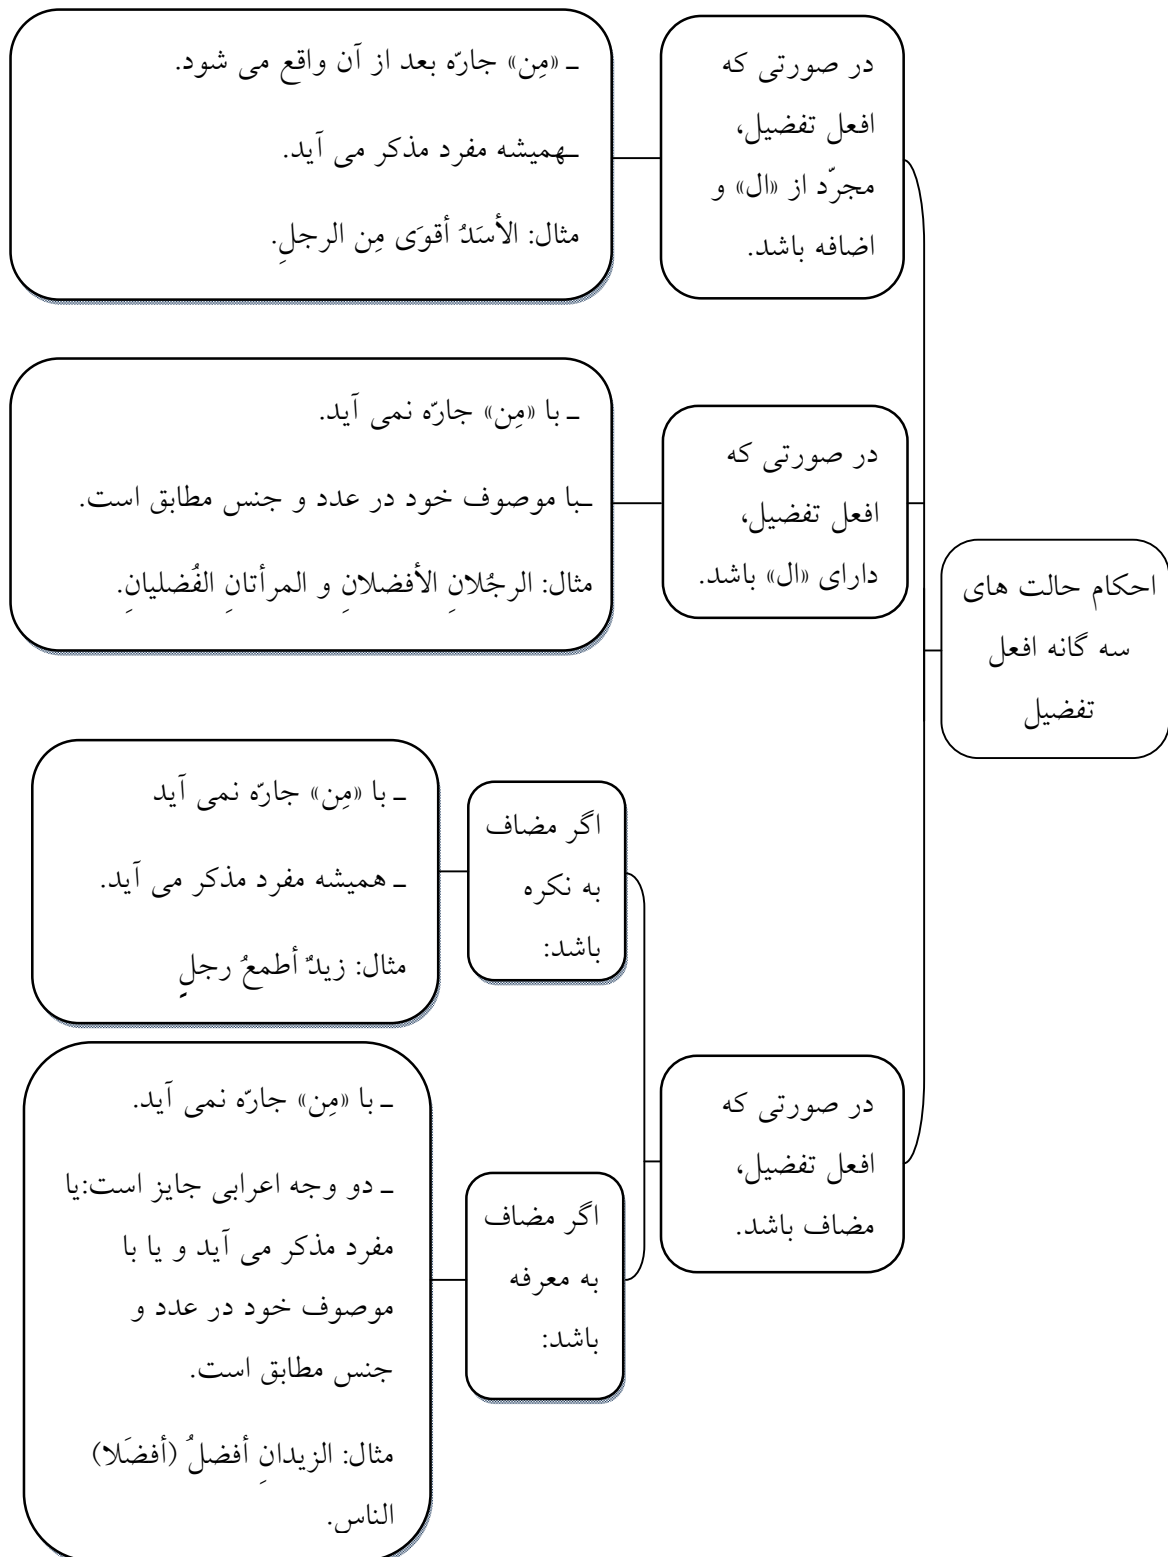 احکام حالت های
سه گانه افعل
تفضیل
در صورتی که
افعل تفضیل،
مجرّد از «ال» و
اضافه باشد.
ـ «مِن» جارّه بعد از آن واقع می شود.
ـهمیشه مفرد مذکر می آید.
مثال: الأسَدُ أقوَی مِن الرجلِ.
در صورتی که
افعل تفضیل،
دارای «ال» باشد.
ـ با «مِن» جارّه نمی آید.
ـبا موصوف خود در عدد و جنس مطابق است.
مثال: الرجُلانِ الأفضلانِ و المرأتانِ الفُضلیانِ.
در صورتی که
افعل تفضیل،
مضاف باشد.
اگر مضاف
به نکره
باشد:
ـ با «مِن» جارّه نمی آید
ـ همیشه مفرد مذکر می آید.
مثال: زیدٌ أطمعُ رجلٍ
اگر مضاف
به معرفه
باشد:
ـ با «مِن» جارّه نمی آید.
ـ دو وجه اعرابی جایز است:یا
مفرد مذکر می آید و یا با
موصوف خود در عدد و
جنس مطابق است.
مثال: الزیدانِ أفضلُ (أفضَلا)
الناس.